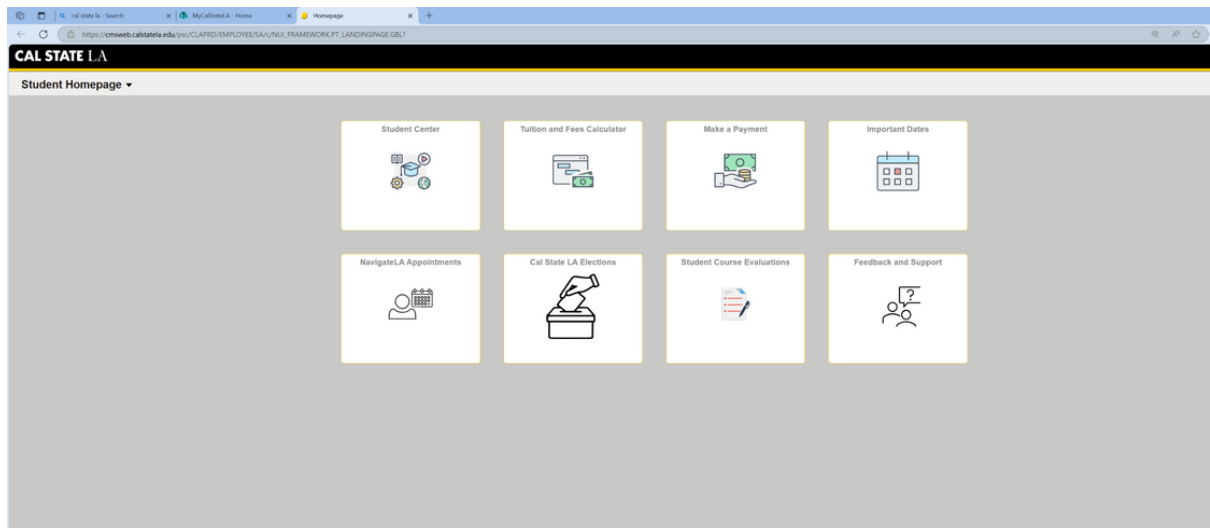 cal state la - Search
MyCalStateLA - Home
Homepage
https://cmsweb.calstatela.edu/psc/CLAPRD/EMPLOYEE/SA/c/NUI_FRAMEWORK.PT_LANDINGPAGE.GBL?
CAL STATE LA
Student Homepage
Student Center
Tuition and Fees Calculator
Make a Payment
Important Dates
NavigateLA Appointments
Cal State LA Elections
Student Course Evaluations
Feedback and Support
?